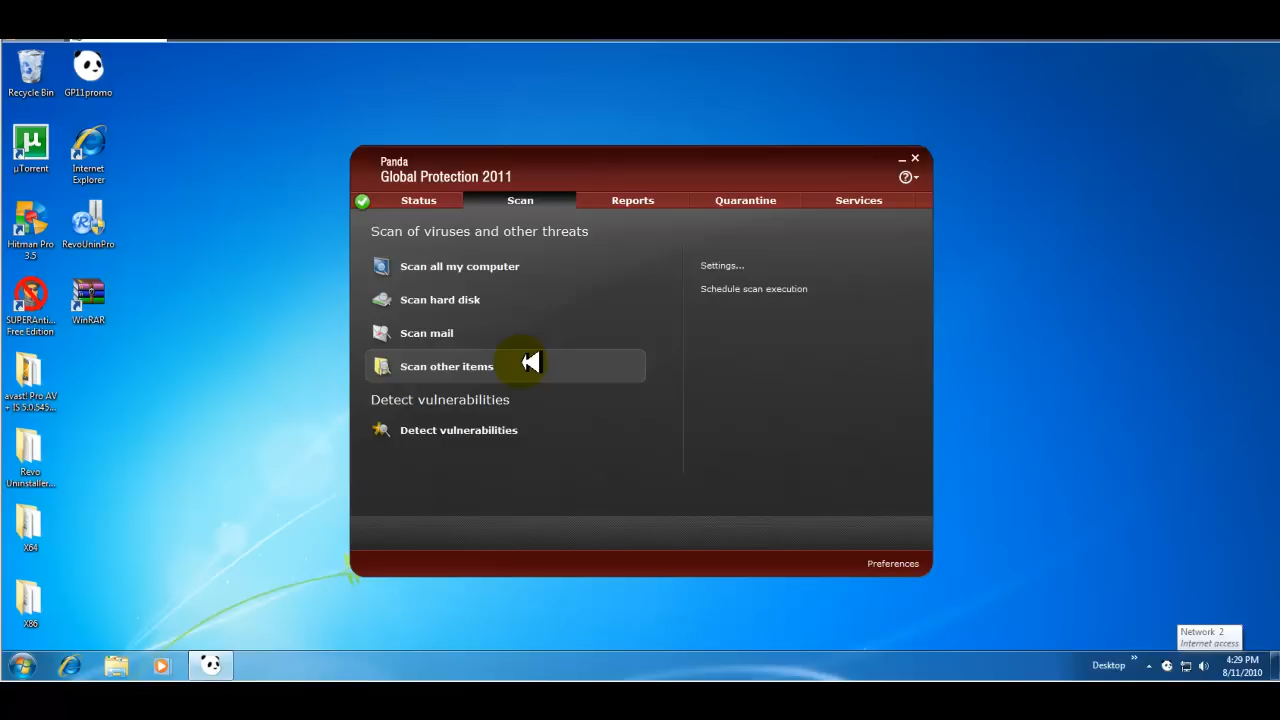 Recycle Bin
GP11promo
µTorrent
Internet
Explorer
Hitman Pro
3.5
RevoUninPro
SUPERAnti...
Free Edition
WinRAR
avast! Pro AV
+ IS 5.0.545...
Revo
Uninstaller...
X64
X86
Panda
Global Protection 2011
Status
Scan
Reports
Quarantine
Services
Scan of viruses and other threats
Scan all my computer
Scan hard disk
Scan mail
Scan other items
Detect vulnerabilities
Detect vulnerabilities
Settings...
Schedule scan execution
Preferences
Network 2
Internet access
Desktop
4:29 PM
8/11/2010